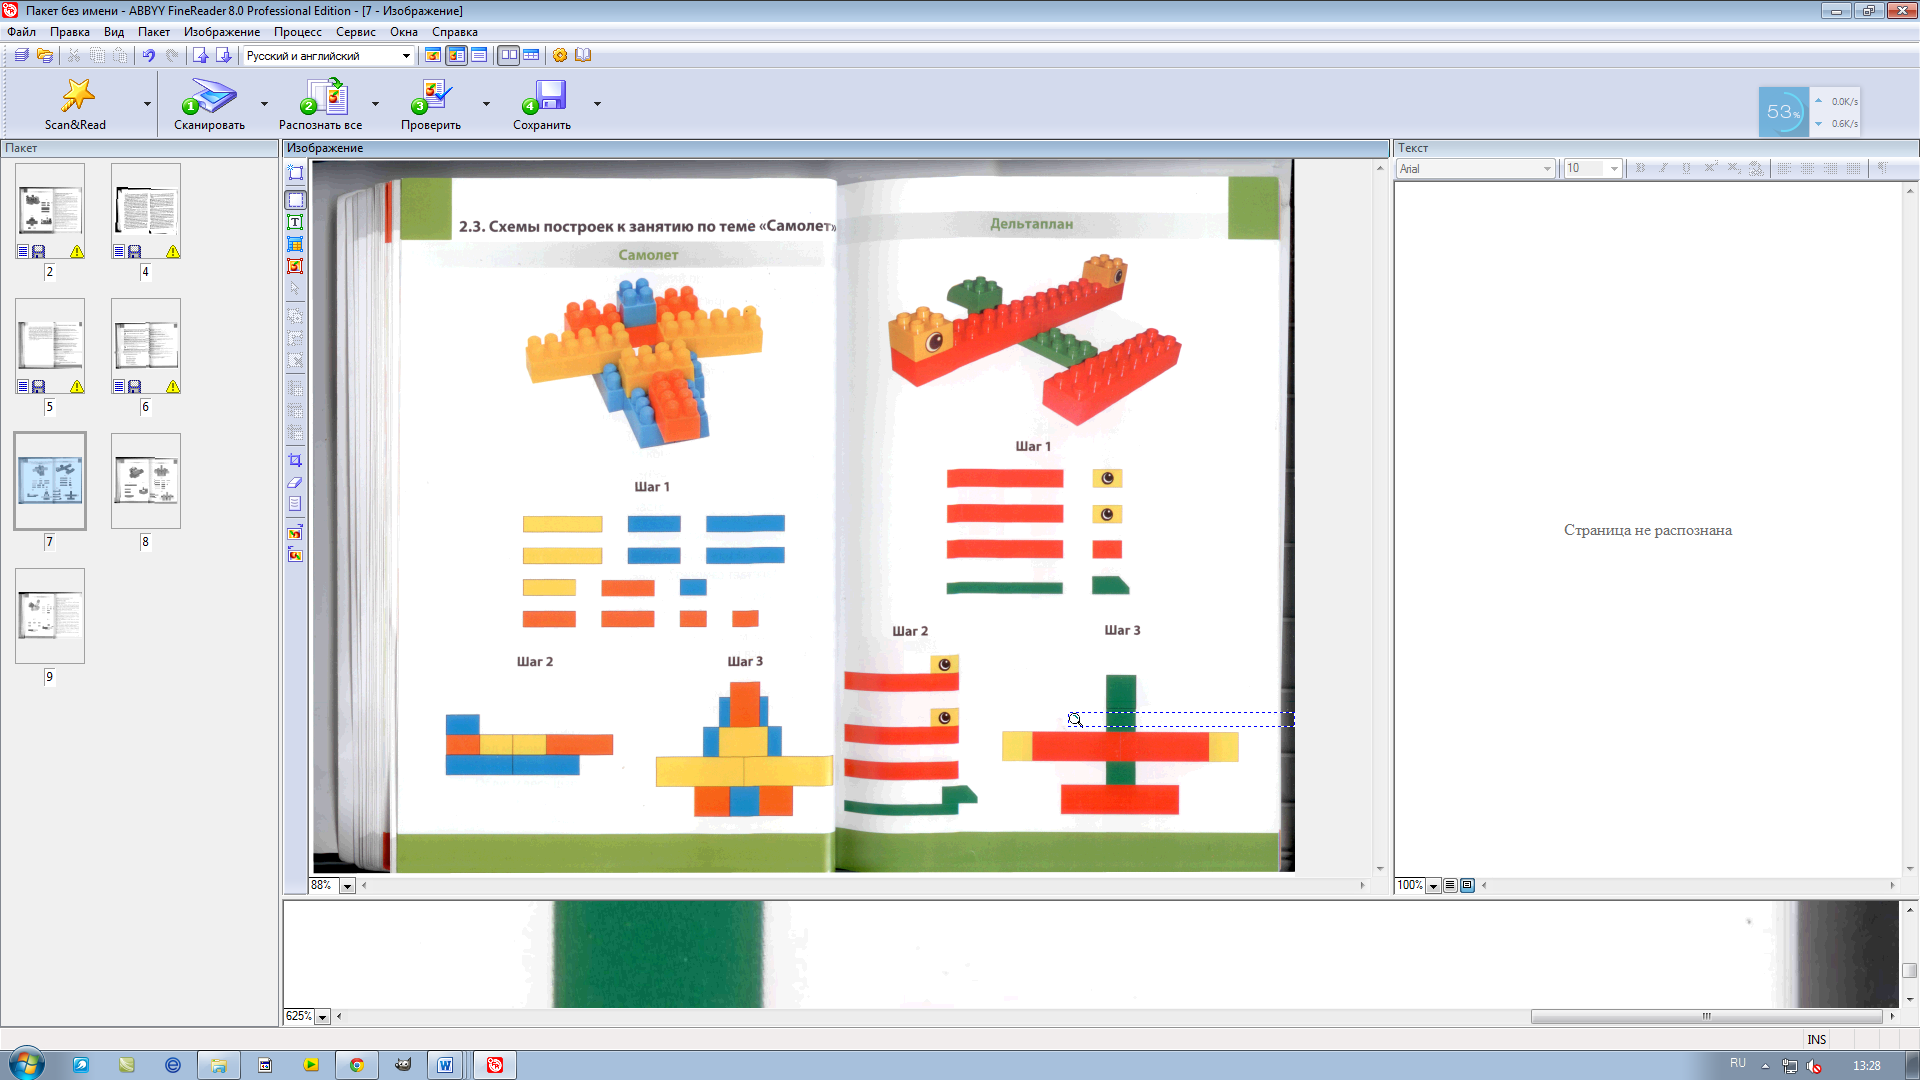 Пакет без имени - ABBYY FineReader 8.0 Professional Edition - [7 - Изображение]
Файл Правка Вид Пакет Изображение Процесс Сервис Окна Справка
Русский и английский
53%
0.0K/s
0.6K/s
Scan&Read
1 Сканировать
2 Распознать все
3 Проверить
4 Сохранить
Пакет
Изображение
Текст
Arial
10
2
4
5
6
7
8
9
2.3. Схемы построек к занятию по теме «Самолет»
Самолет
Шаг 1
Шаг 2
Шаг 3
Дельтаплан
Шаг 1
Шаг 2
Шаг 3
Страница не распознана
88%
100%
625%
INS
RU
13:28